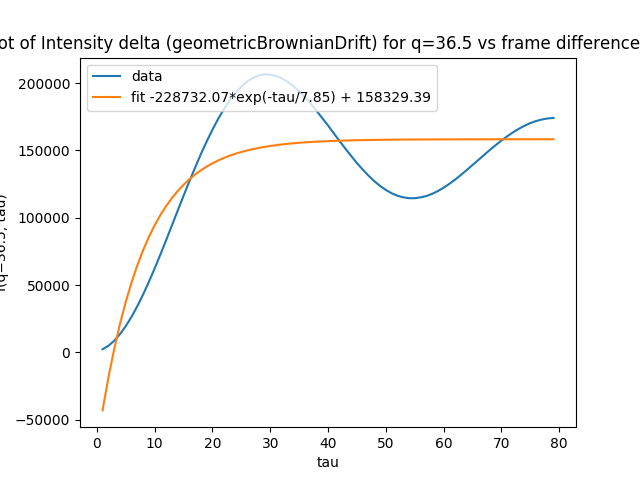 ot of Intensity delta (geometricBrownianDrift) for q=36.5 vs frame difference
data
fit -228732.07*exp(-tau/7.85) + 158329.39
200000
150000
100000
50000
0
−50000
0 10 20 30 40 50 60 70 80
tau
(q=36.5, tau)